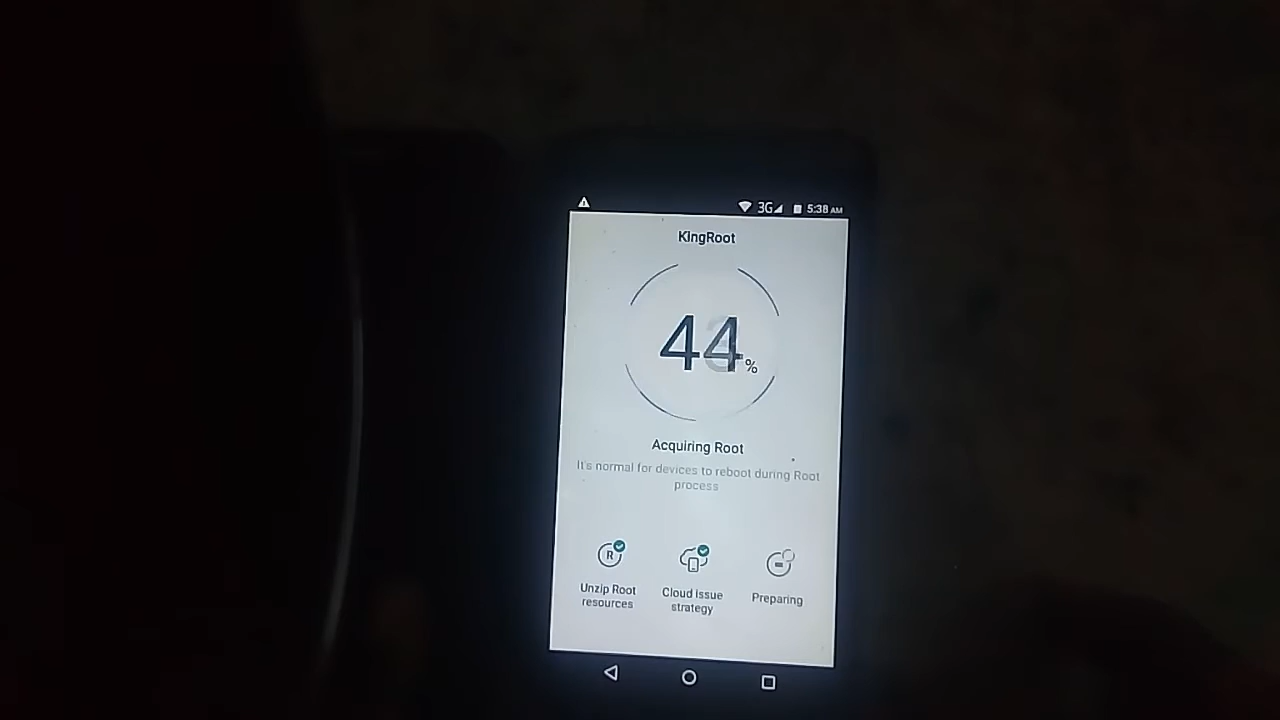 3G 5:38 AM
KingRoot
44%
Acquiring Root
It's normal for devices to reboot during Root
process
R
Unzip Root
resources
Cloud issue
strategy
Preparing